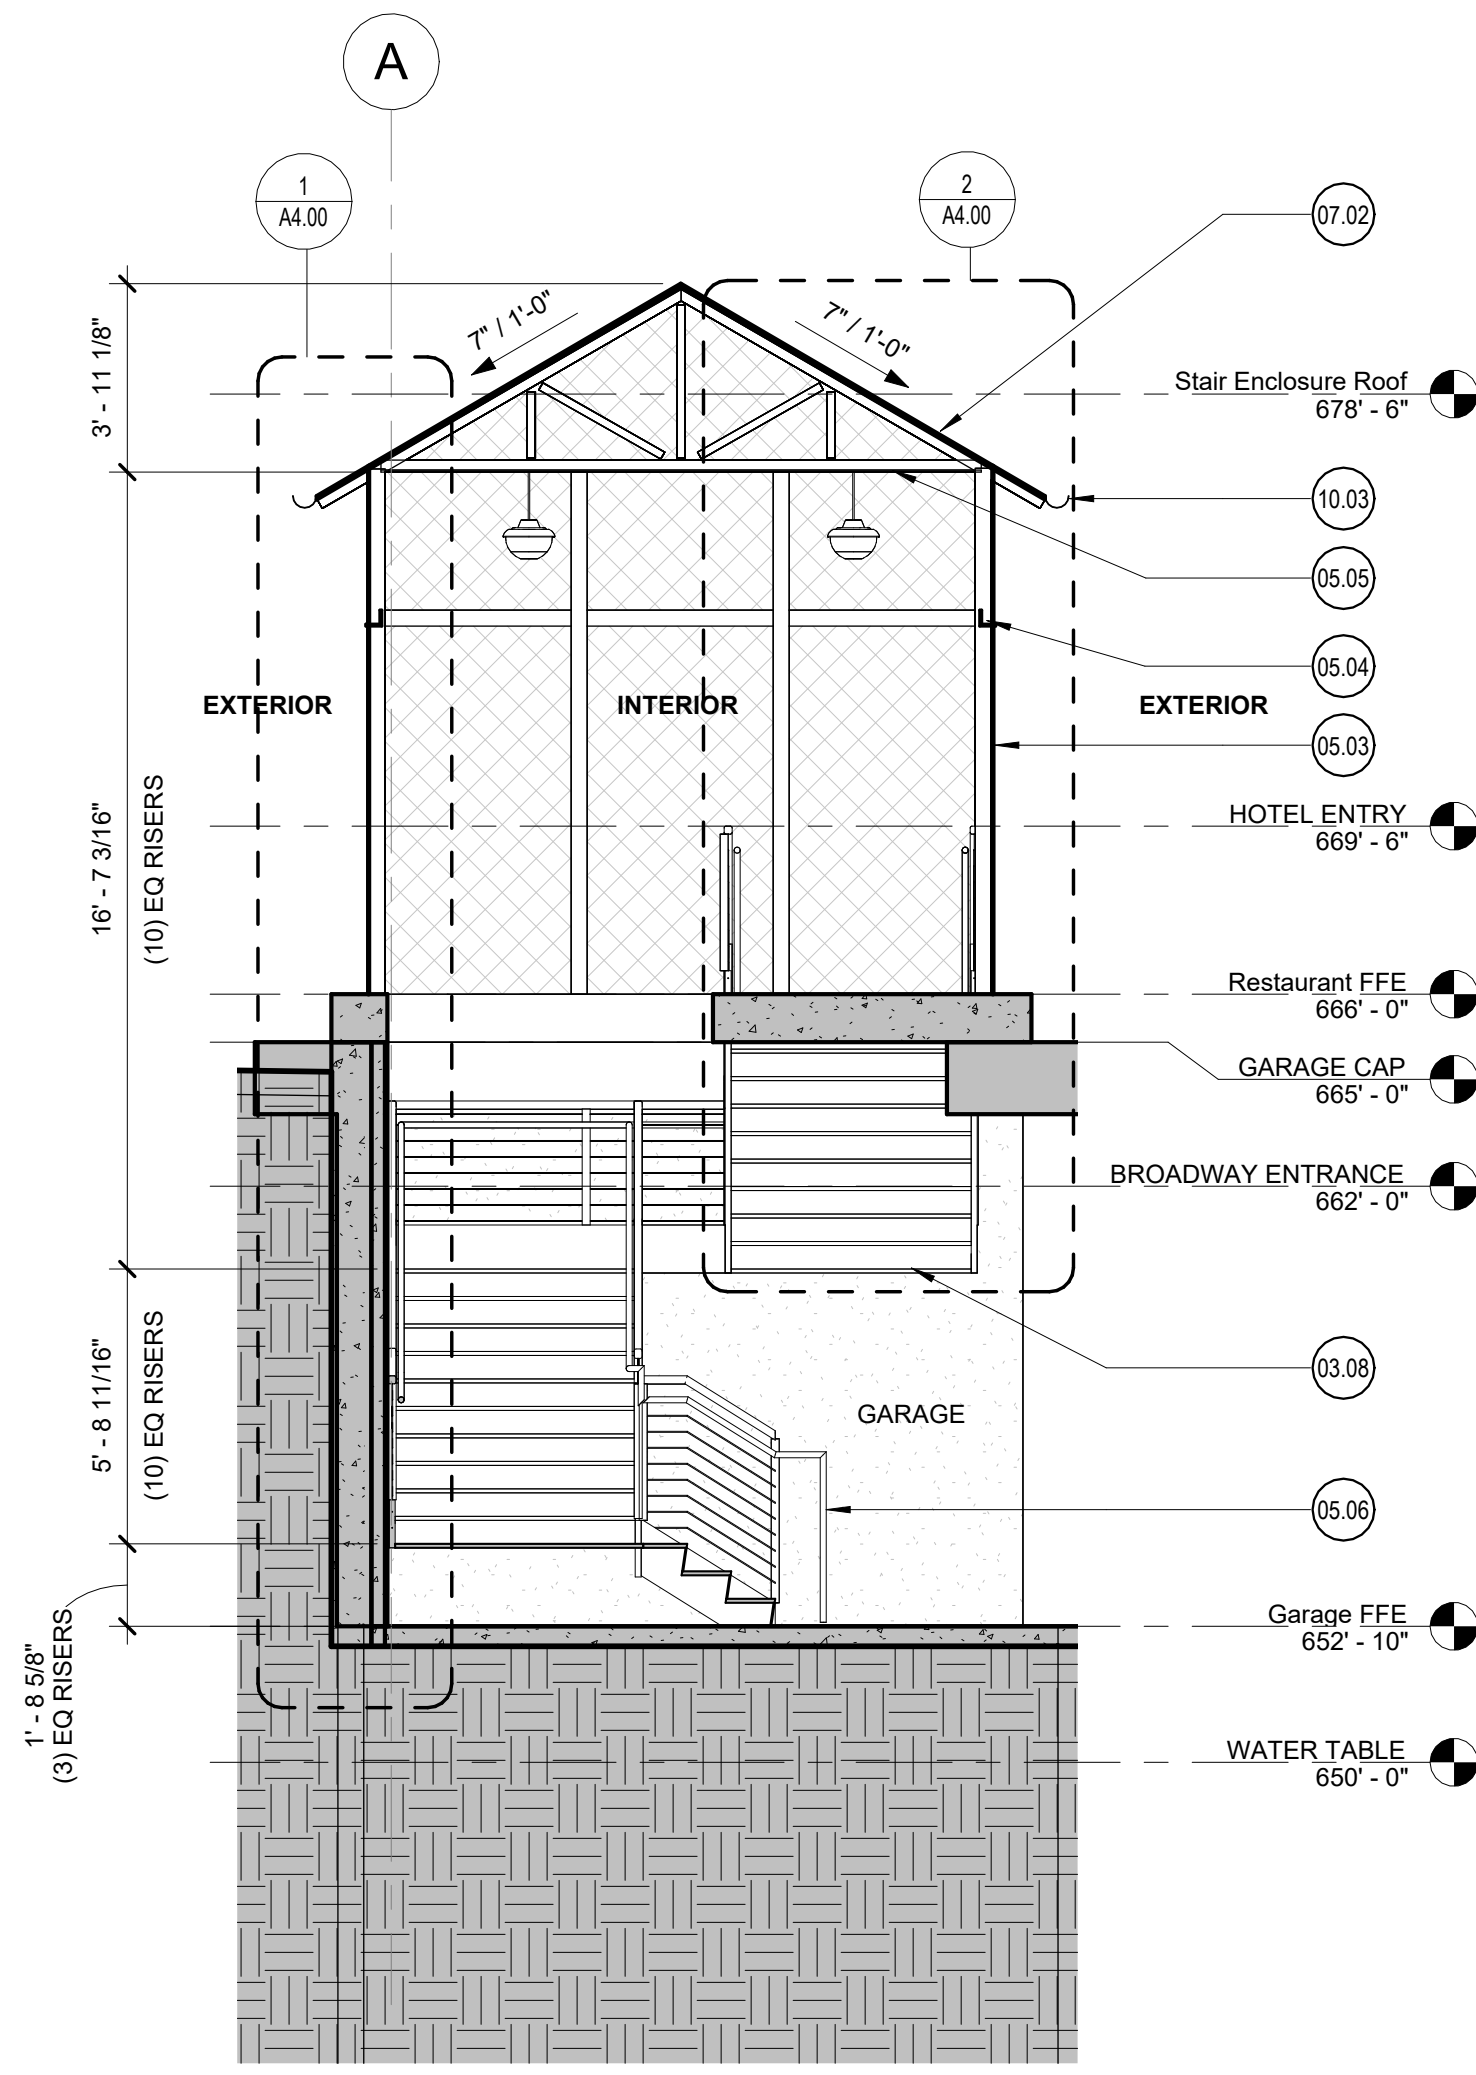 A
1
A4.00
2
A4.00
07.02
3' - 11 1/8"
7" / 1'-0"
7" / 1'-0"
Stair Enclosure Roof
678' - 6"
10.03
05.05
05.04
EXTERIOR
INTERIOR
EXTERIOR
05.03
16' - 7 3/16"
(10) EQ RISERS
HOTEL ENTRY
669' - 6"
Restaurant FFE
666' - 0"
GARAGE CAP
665' - 0"
BROADWAY ENTRANCE
662' - 0"
03.08
5' - 8 11/16"
(10) EQ RISERS
GARAGE
05.06
Garage FFE
652' - 10"
1' - 8 5/8"
(3) EQ RISERS
WATER TABLE
650' - 0"